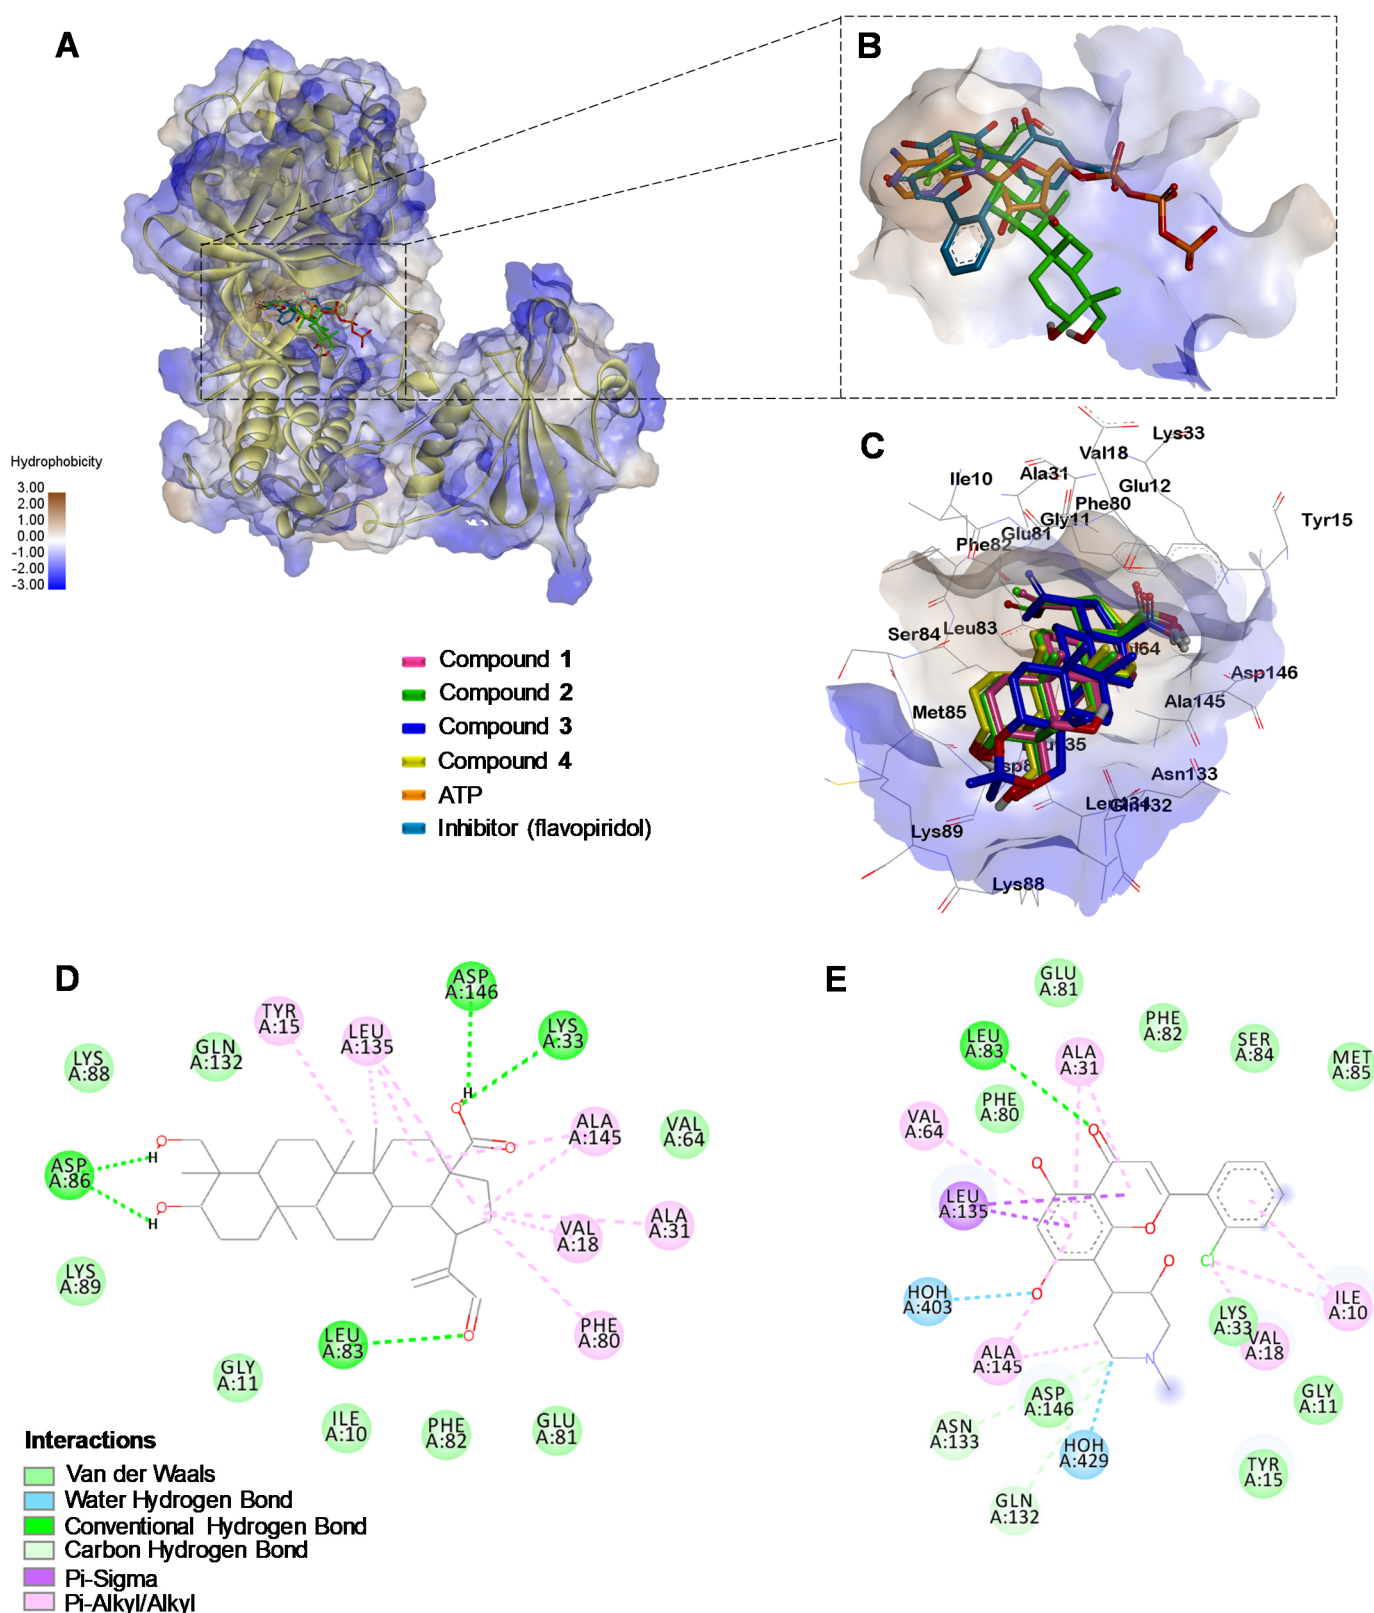 A
B
Hydrophobicity
3.00
2.00
1.00
0.00
-1.00
-2.00
-3.00
Compound 1
Compound 2
Compound 3
Compound 4
ATP
Inhibitor (flavopiridol)
C
Lys33
Val18
Ala31
Ile10
Glu12
Phe80
Gly11
Tyr15
Glu81
Phe82
Ser84
Leu83
Asp146
Ala145
Met85
Asn133
Lys89
Lys88
D
ASP
A:146
TYR
A:15
LEU
A:135
LYS
A:33
GLN
A:132
LYS
A:88
H
O
O
ALA
A:145
VAL
A:64
ASP
A:86
O
H
O
H
VAL
A:18
ALA
A:31
LYS
A:89
PHE
A:80
LEU
A:83
O
GLY
A:11
ILE
A:10
PHE
A:82
GLU
A:81
E
GLU
A:81
LEU
A:83
PHE
A:82
SER
A:84
MET
A:85
ALA
A:31
PHE
A:80
VAL
A:64
O
O
LEU
A:135
O
Cl
O
HOH
A:403
O
LYS
A:33
VAL
A:18
ILE
A:10
ALA
A:145
N
ASP
A:146
GLY
A:11
ASN
A:133
HOH
A:429
TYR
A:15
GLN
A:132
Interactions
Van der Waals
Water Hydrogen Bond
Conventional Hydrogen Bond
Carbon Hydrogen Bond
Pi-Sigma
Pi-Alkyl/Alkyl